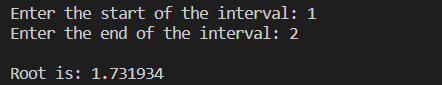 Enter the start of the interval: 1
Enter the end of the interval: 2
Root is: 1.731934